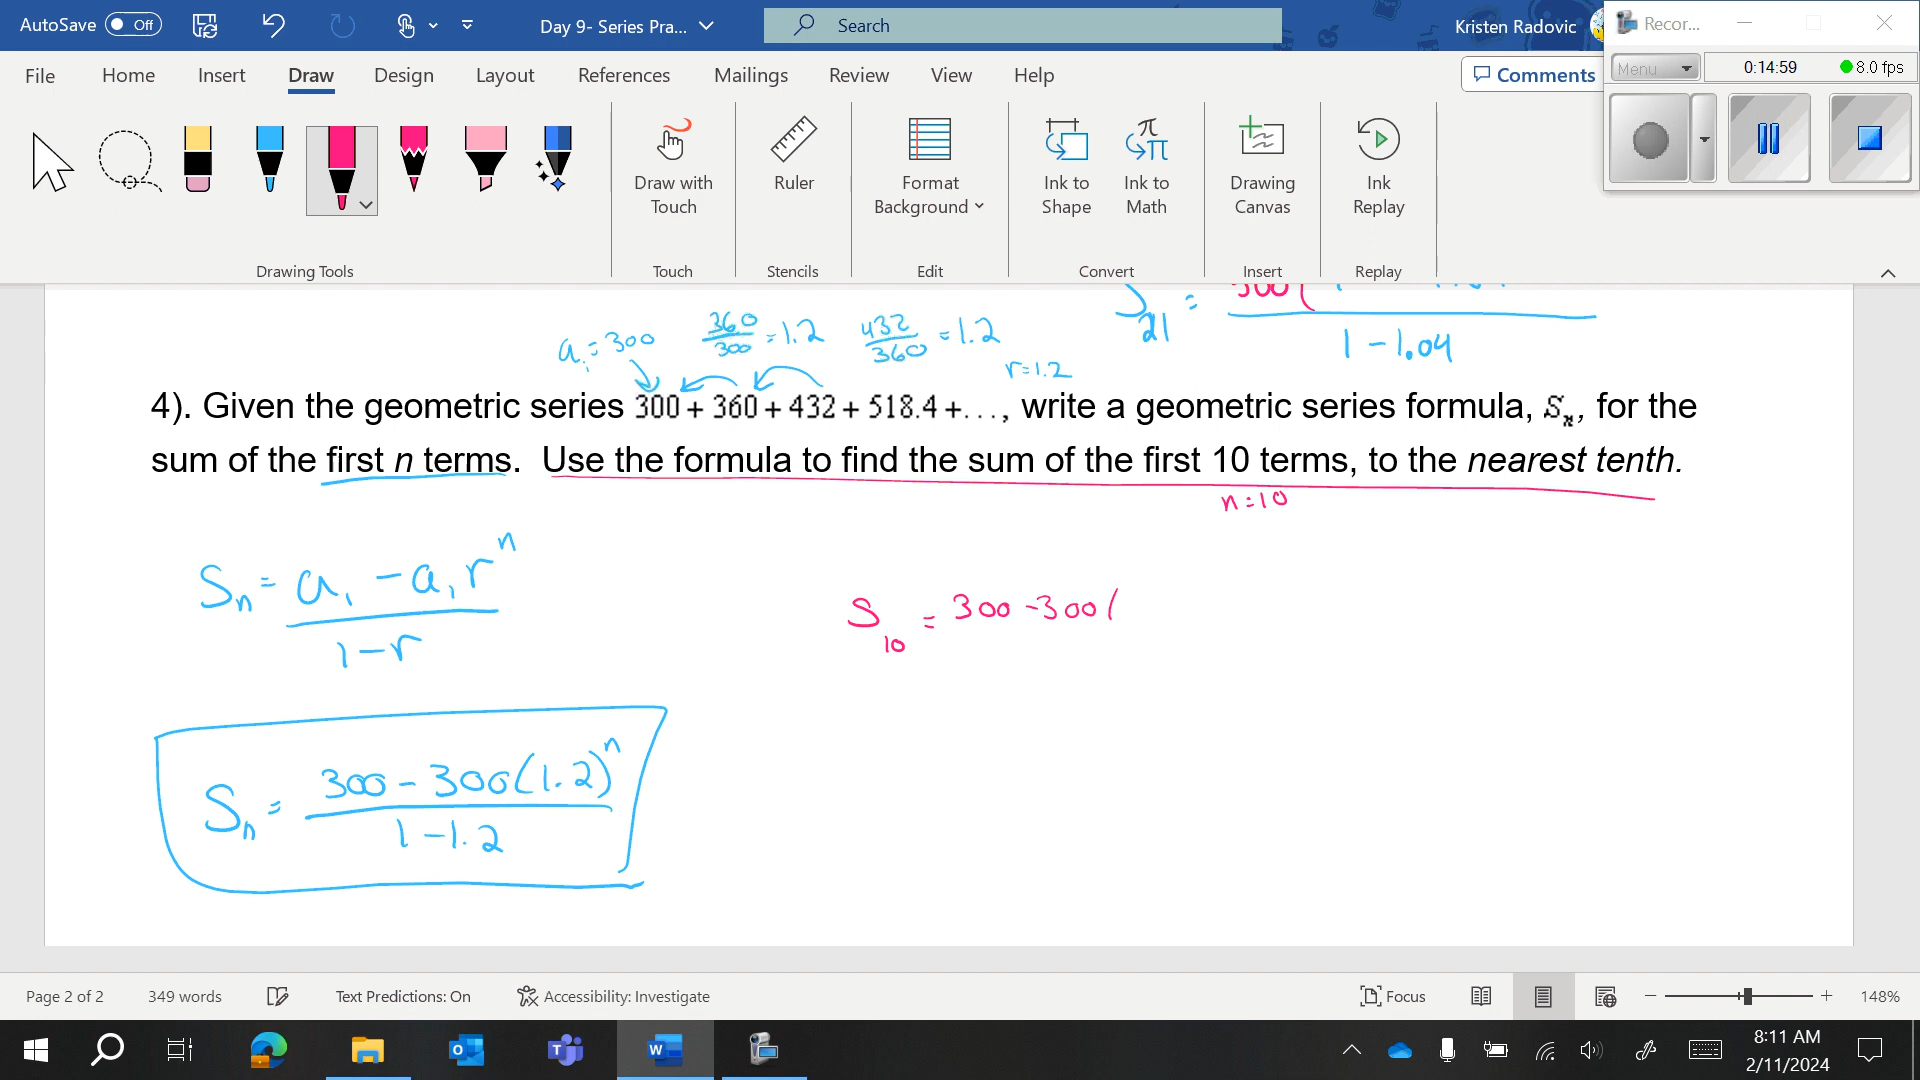 AutoSave Off Day 9- Series Pra... Search Kristen Radovic Recor...
File Home Insert Draw Design Layout References Mailings Review View Help Comments Menu 0:14:59 8.0 fps
Draw with Touch Ruler Format Background Ink to Shape Ink to Math Drawing Canvas Ink Replay
Drawing Tools Touch Stencils Edit Convert Insert Replay
S₂₁ = 300(
1 - 1.04
a₁ = 300 360/300 = 1.2 432/360 = 1.2 r = 1.2
4). Given the geometric series 300 + 360 + 432 + 518.4 + . . . , write a geometric series formula, Sₙ, for the
sum of the first n terms. Use the formula to find the sum of the first 10 terms, to the nearest tenth.
n = 10
Sₙ = a₁ - a₁rⁿ
1 - r
S₁₀ = 300 - 300(
Sₙ = 300 - 300(1.2)ⁿ
1 - 1.2
Page 2 of 2 349 words Text Predictions: On Accessibility: Investigate Focus 148%
8:11 AM
2/11/2024